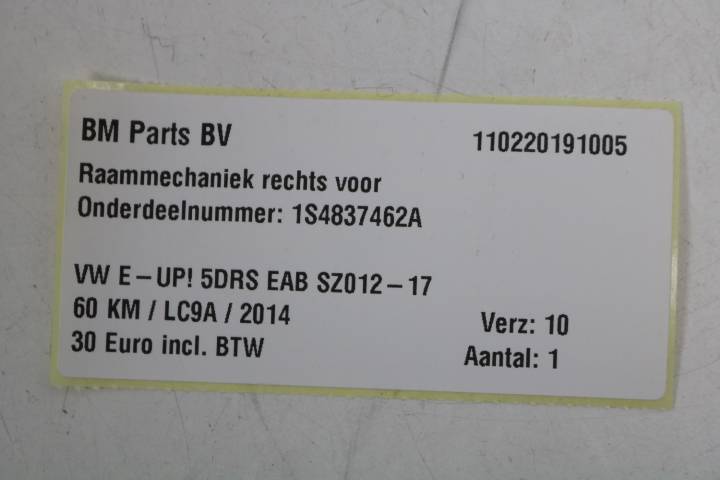 BM Parts BV 110220191005
Raammechaniek rechts voor
Onderdeelnummer: 1S4837462A
VW E-UP! 5DRS EAB SZ012-17
60 KM / LC9A / 2014 Verz: 10
30 Euro incl. BTW Aantal: 1